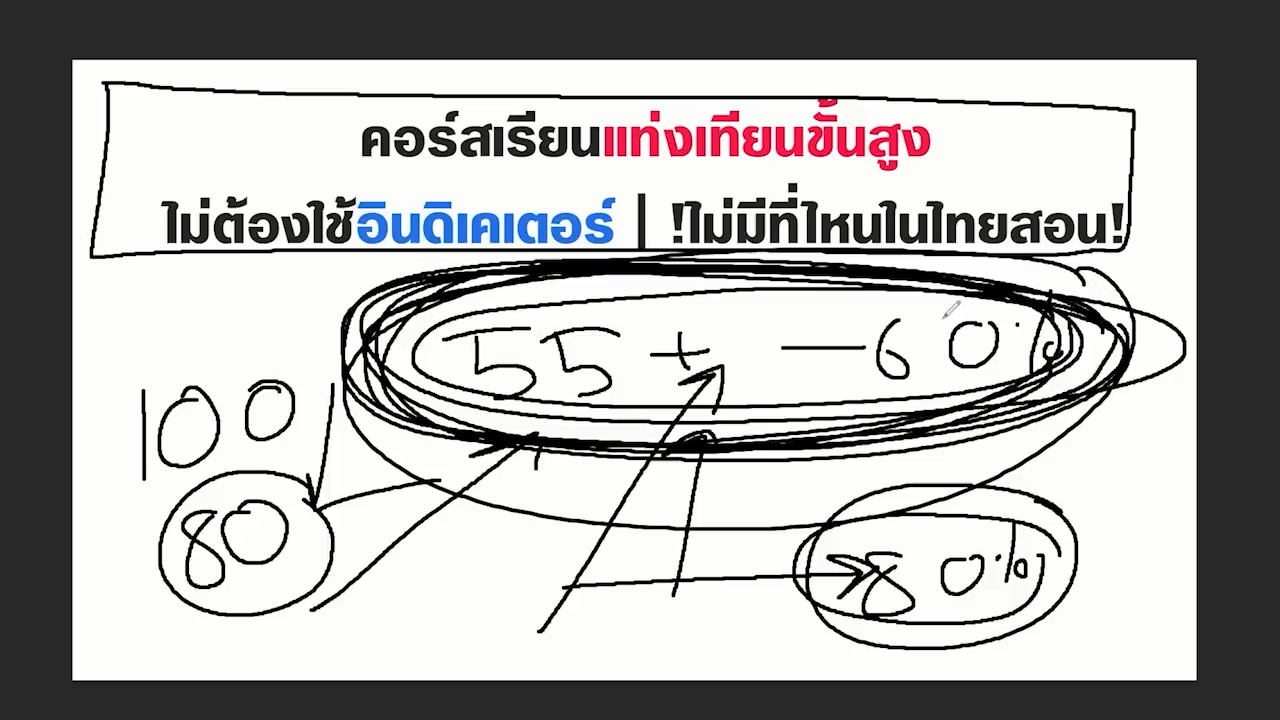 คอร์สเรียนแท่งเทียนขั้นสูง
ไม่ต้องใช้อินดิเคเตอร์ | !ไม่มีที่ไหนในไทยสอน!
55 + — 60%
100
80
80%